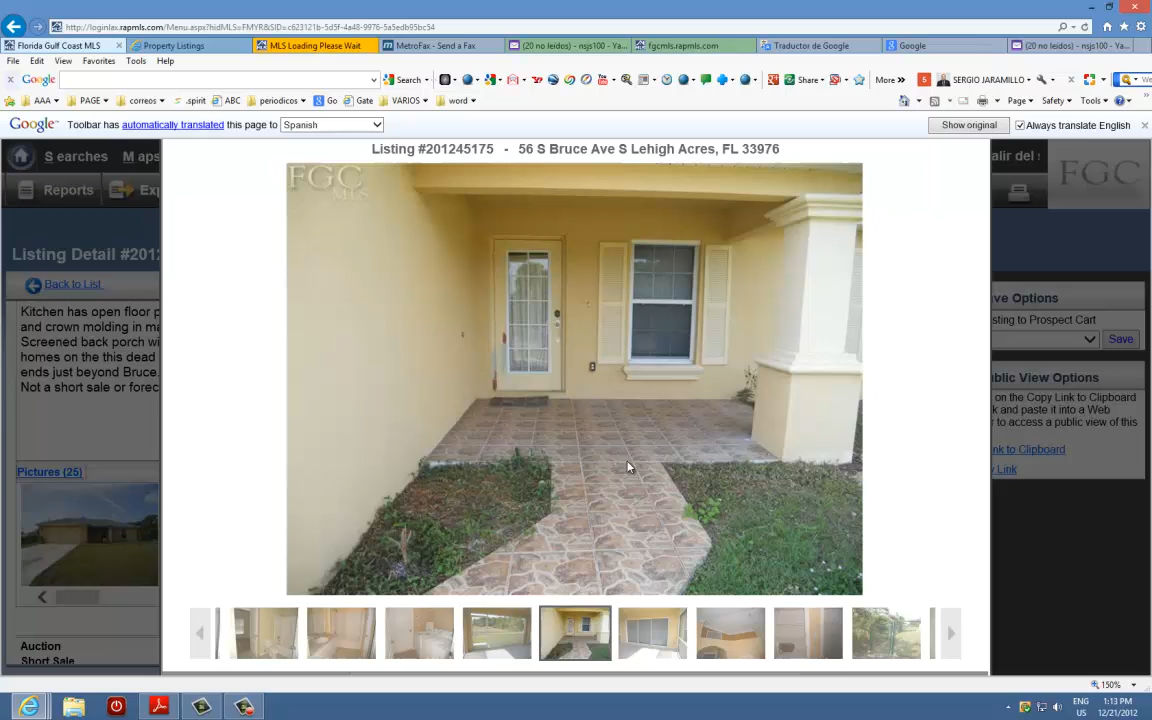 http://loginlax.rapmls.com/Menu.aspx?hidMLS=FMYR&SID=c623121b-5d5f-4a48-9976-5a5edb95bc54
Florida Gulf Coast MLS
Property Listings
MLS Loading Please Wait
MetroFax - Send a Fax
(20 no leidos) - nsjs100 - Ya...
fgcmls.rapmls.com
Traductor de Google
Google
(20 no leidos) - nsjs100 - Ya...
File Edit View Favorites Tools Help
Google Search Share More » 5 SERGIO JARAMILLO
AAA PAGE correos .spirit ABC periodicos Go Gate VARIOS word Page Safety Tools
Google Toolbar has automatically translated this page to Spanish Show original Always translate English
Listing #201245175 - 56 S Bruce Ave S Lehigh Acres, FL 33976
Searches Maps
alir del s
Reports Exp
FGC
FGC
MLS
Listing Detail #201
Back to List
Kitchen has open floor p
and crown molding in ma
Screened back porch wi
homes on the this dead
ends just beyond Bruce.
Not a short sale or forec
ve Options
sting to Prospect Cart
Save
blic View Options
on the Copy Link to Clipboard
k and paste it into a Web
r to access a public view of this
nk to Clipboard
y Link
Pictures (25)
Auction
Short Sale
150%
ENG
US
1:13 PM
12/21/2012